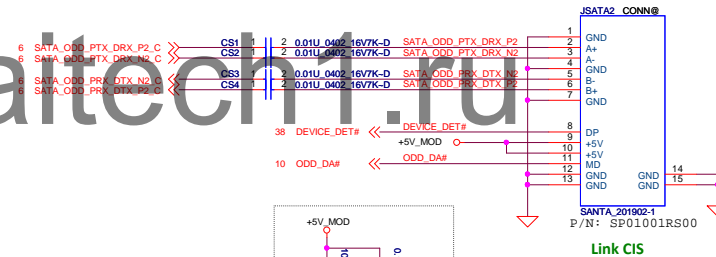 JSATA2 CONN@
1 GND
6 SATA_ODD_PTX_DRX_P2_C CS1 1 2 0.01U_0402_16V7K~D SATA_ODD_PTX_DRX_P2 2 A+
6 SATA_ODD_PTX_DRX_N2_C CS2 1 2 0.01U_0402_16V7K~D SATA_ODD_PTX_DRX_N2 3 A-
4 GND
6 SATA_ODD_PRX_DTX_N2_C CS3 1 2 0.01U_0402_16V7K~D SATA_ODD_PRX_DTX_N2 5 B-
6 SATA_ODD_PRX_DTX_P2_C CS4 1 2 0.01U_0402_16V7K~D SATA_ODD_PRX_DTX_P2 6 B+
7 GND
aitech1.ru
38 DEVICE_DET# DEVICE_DET# 8 DP
+5V_MOD 9 +5V
10 +5V
10 ODD_DA# ODD_DA# 11 MD
12 GND GND 14
13 GND GND 15
SANTA_201902-1
P/N: SP01001RS00
+5V_MOD
Link CIS